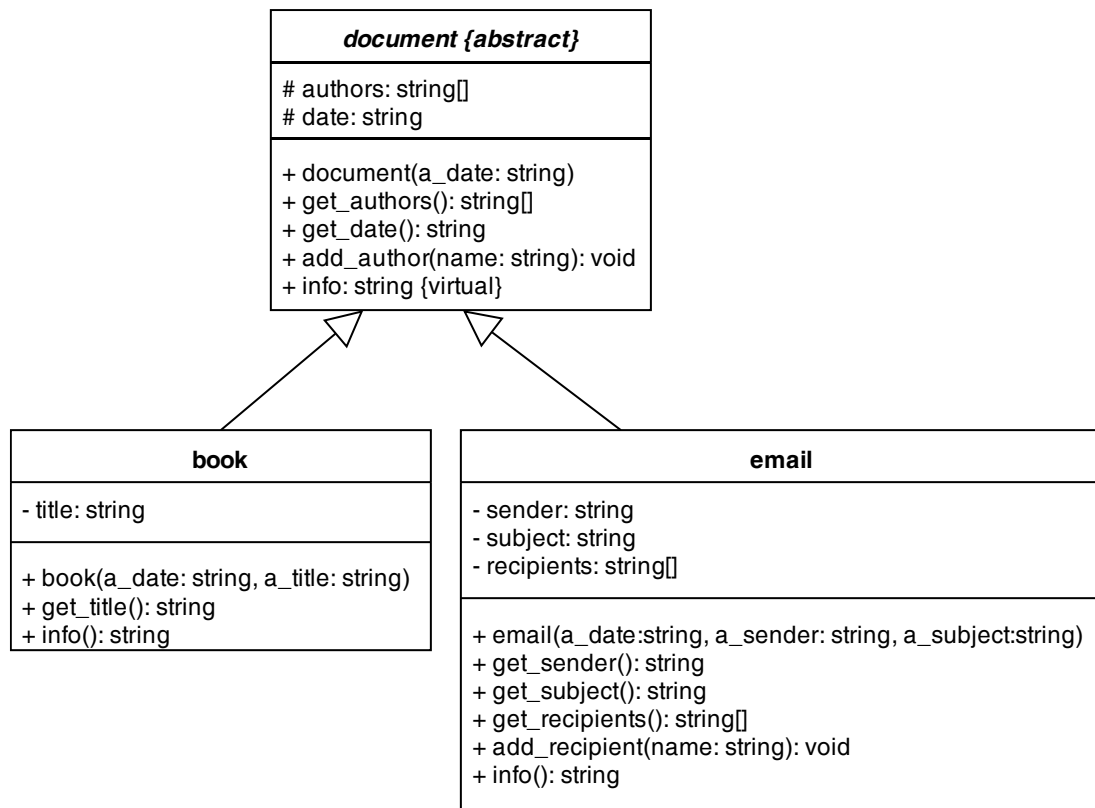 document {abstract}
# authors: string[]
# date: string
+ document(a_date: string)
+ get_authors(): string[]
+ get_date(): string
+ add_author(name: string): void
+ info: string {virtual}
book
- title: string
+ book(a_date: string, a_title: string)
+ get_title(): string
+ info(): string
email
- sender: string
- subject: string
- recipients: string[]
+ email(a_date:string, a_sender: string, a_subject:string)
+ get_sender(): string
+ get_subject(): string
+ get_recipients(): string[]
+ add_recipient(name: string): void
+ info(): string